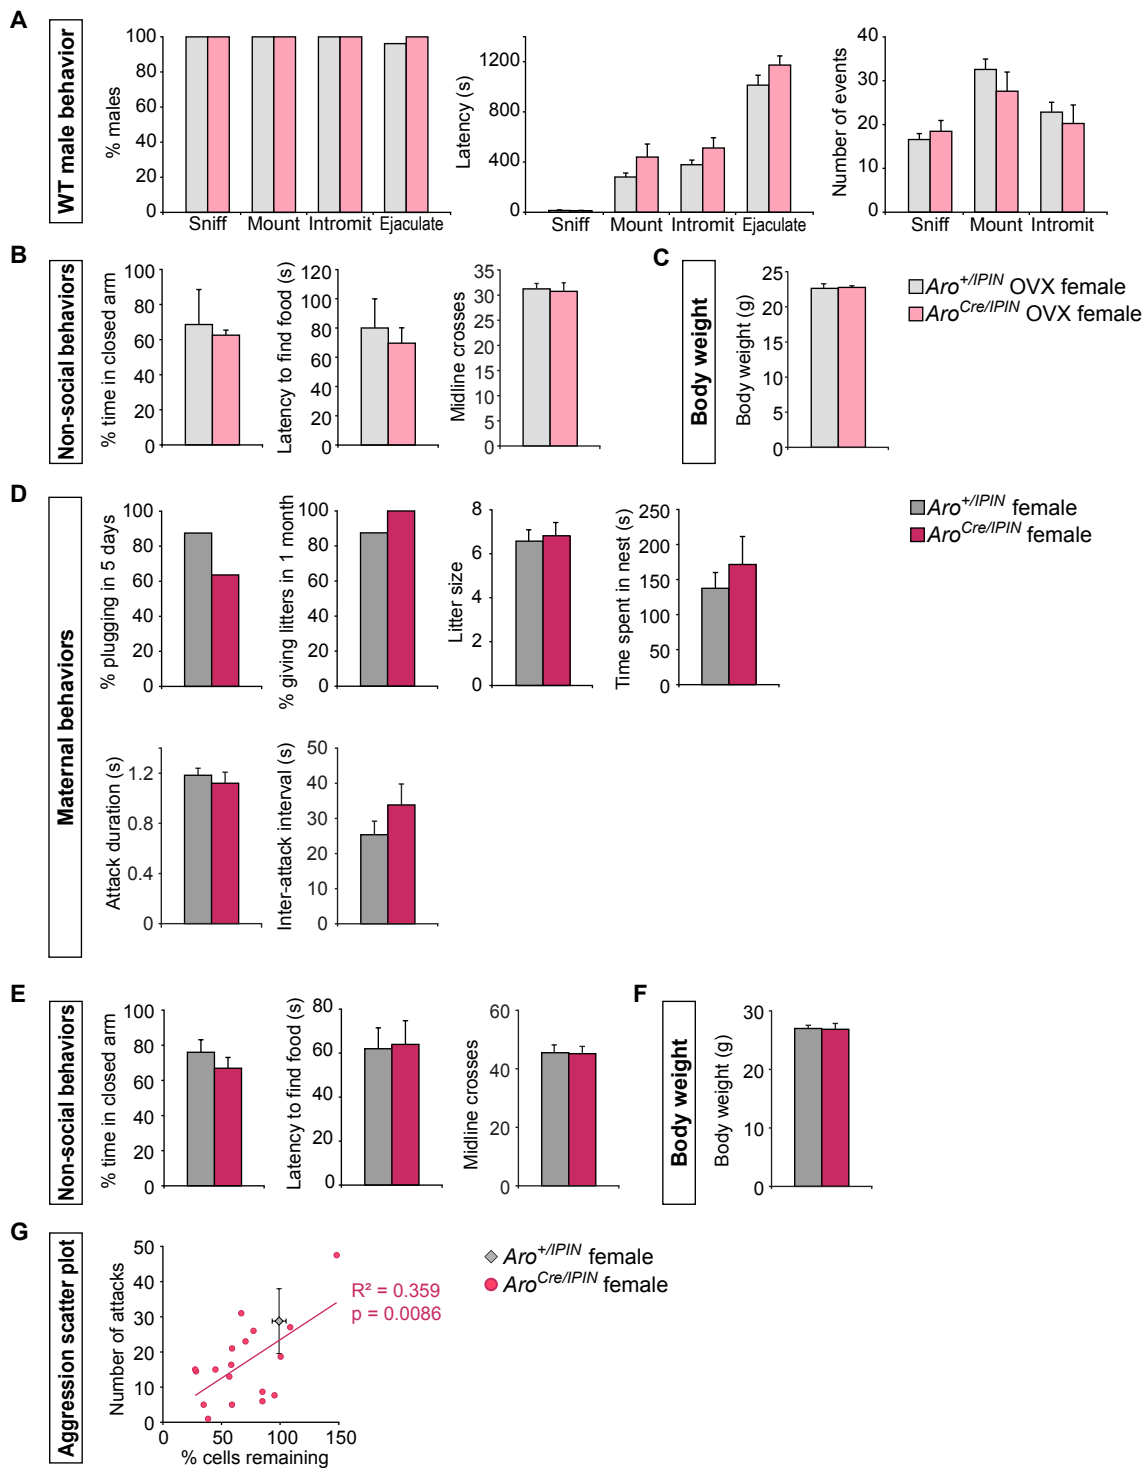 A
WT male behavior
% males
100
80
60
40
20
0
Sniff
Mount
Intromit
Ejaculate
Latency (s)
1200
800
400
0
Sniff
Mount
Intromit
Ejaculate
Number of events
40
30
20
10
0
Sniff
Mount
Intromit
B
Non-social behaviors
% time in closed arm
100
80
60
40
20
0
Latency to find food (s)
120
100
80
60
40
20
0
Midline crosses
35
30
25
20
15
10
5
0
C
Body weight
Body weight (g)
25
20
15
10
5
0
Aro+/IPIN OVX female
AroCre/IPIN OVX female
D
Maternal behaviors
% plugging in 5 days
100
80
60
40
20
0
% giving litters in 1 month
100
80
60
40
20
0
Litter size
8
6
4
2
0
Time spent in nest (s)
250
200
150
100
50
0
Aro+/IPIN female
AroCre/IPIN female
Attack duration (s)
1.2
0.8
0.4
0
Inter-attack interval (s)
50
40
30
20
10
0
E
Non-social behaviors
% time in closed arm
100
80
60
40
20
0
Latency to find food (s)
80
60
40
20
0
Midline crosses
60
40
20
0
F
Body weight
Body weight (g)
30
20
10
0
G
Aggression scatter plot
Number of attacks
50
40
30
20
10
0
0
50
100
150
% cells remaining
R² = 0.359
p = 0.0086
Aro+/IPIN female
AroCre/IPIN female